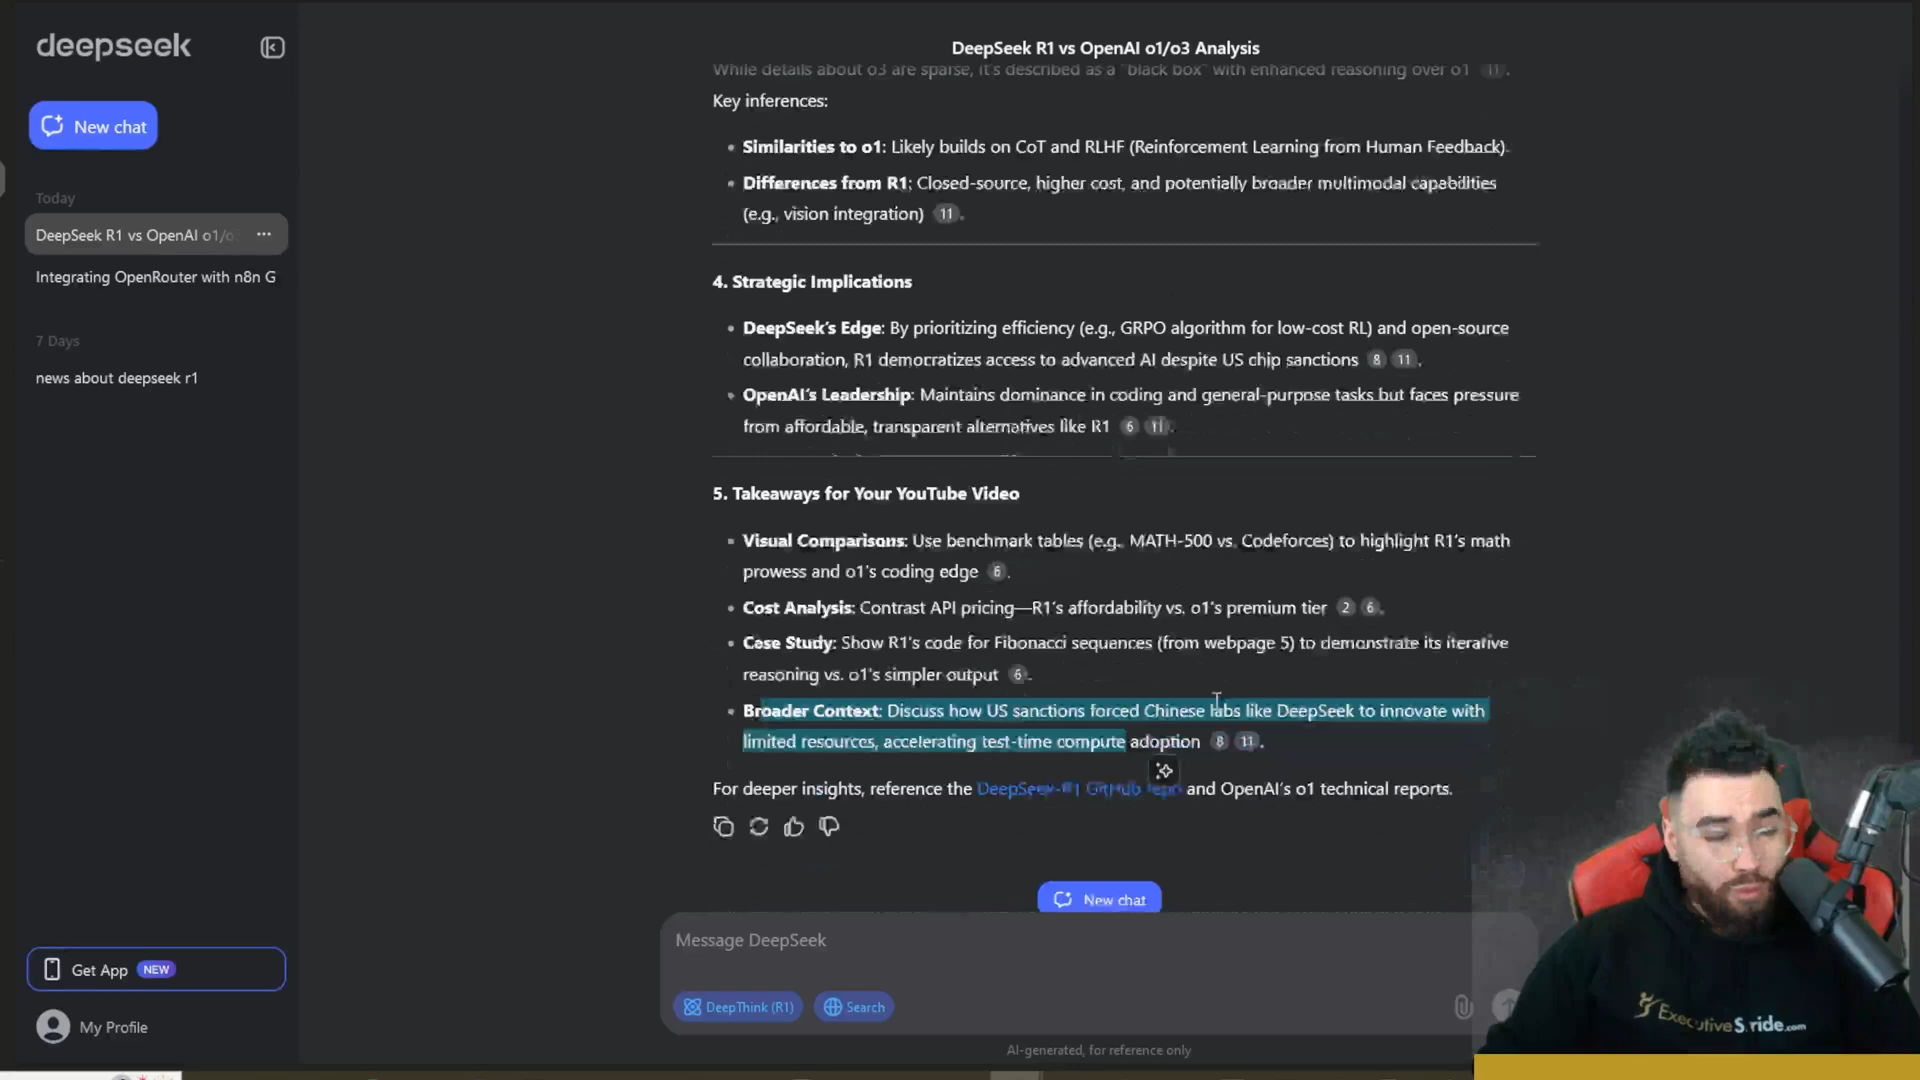 deepseek
New chat
Today
DeepSeek R1 vs OpenAI o1/o
Integrating OpenRouter with n8n G
7 Days
news about deepseek r1
Get App NEW
My Profile
DeepSeek R1 vs OpenAI o1/o3 Analysis
While details about o3 are sparse, it's described as a "black box" with enhanced reasoning over o1 11.
Key inferences:
• Similarities to o1: Likely builds on CoT and RLHF (Reinforcement Learning from Human Feedback).
• Differences from R1: Closed-source, higher cost, and potentially broader multimodal capabilities
(e.g., vision integration) 11.
4. Strategic Implications
• DeepSeek's Edge: By prioritizing efficiency (e.g., GRPO algorithm for low-cost RL) and open-source
collaboration, R1 democratizes access to advanced AI despite US chip sanctions 8 11.
• OpenAI's Leadership: Maintains dominance in coding and general-purpose tasks but faces pressure
from affordable, transparent alternatives like R1 6 11.
5. Takeaways for Your YouTube Video
• Visual Comparisons: Use benchmark tables (e.g. MATH-500 vs. Codeforces) to highlight R1's math
prowess and o1's coding edge 6.
• Cost Analysis: Contrast API pricing—R1's affordability vs. o1's premium tier 2 6.
• Case Study: Show R1's code for Fibonacci sequences (from webpage 5) to demonstrate its iterative
reasoning vs. o1's simpler output 6.
• Broader Context: Discuss how US sanctions forced Chinese labs like DeepSeek to innovate with
limited resources, accelerating test-time compute adoption 8 11.
For deeper insights, reference the DeepSeek-R1 GitHub repo and OpenAI's o1 technical reports.
New chat
Message DeepSeek
DeepThink (R1) Search
AI-generated, for reference only
ExecutiveStride.com